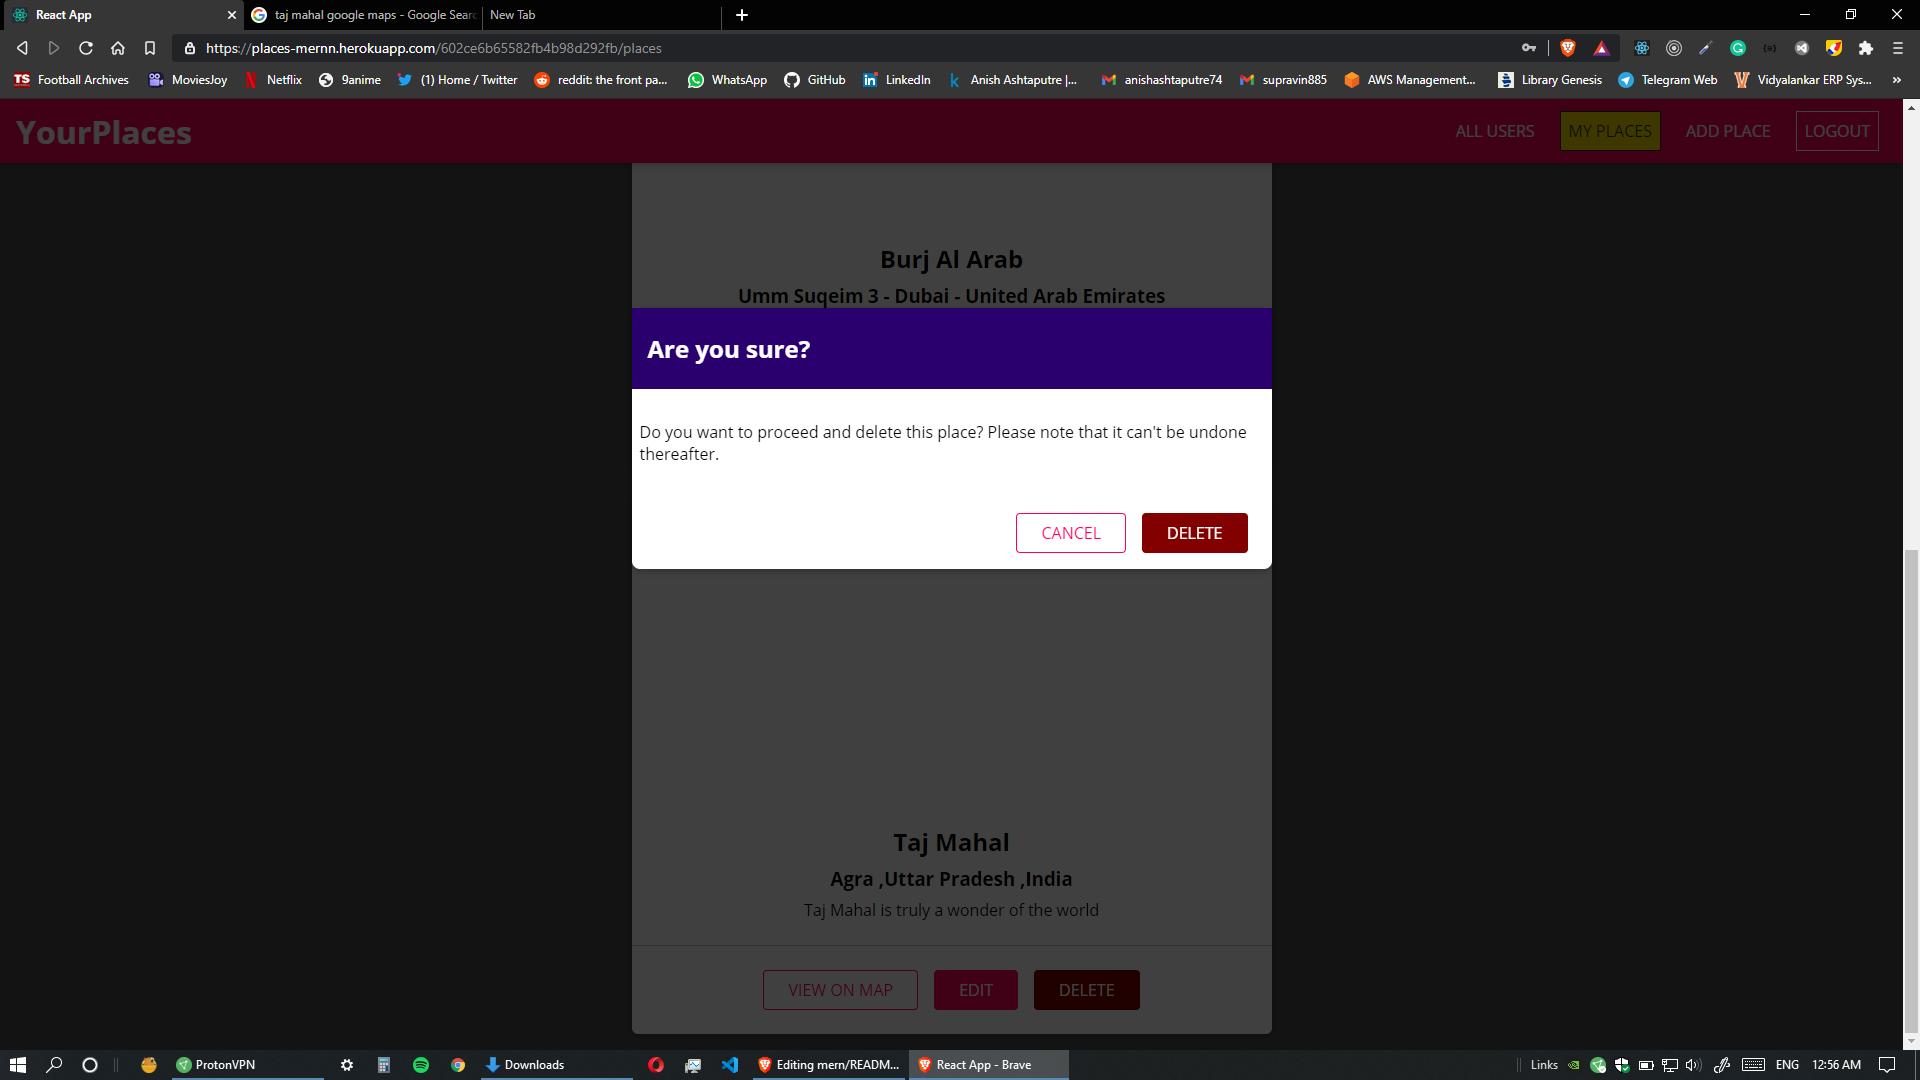 React App
taj mahal google maps - Google Sear
New Tab
https://places-mernn.herokuapp.com/602ce6b65582fb4b98d292fb/places
TS Football Archives
MoviesJoy
Netflix
9anime
(1) Home / Twitter
reddit: the front pa...
WhatsApp
GitHub
LinkedIn
Anish Ashtaputre |...
anishashtaputre74
supravin885
AWS Management...
Library Genesis
Telegram Web
Vidyalankar ERP Sys...
YourPlaces
ALL USERS
MY PLACES
ADD PLACE
LOGOUT
Burj Al Arab
Umm Suqeim 3 - Dubai - United Arab Emirates
Are you sure?
Do you want to proceed and delete this place? Please note that it can't be undone
thereafter.
CANCEL
DELETE
Taj Mahal
Agra ,Uttar Pradesh ,India
Taj Mahal is truly a wonder of the world
VIEW ON MAP
EDIT
DELETE
ProtonVPN
Downloads
Editing mern/READM...
React App - Brave
Links
ENG
12:56 AM